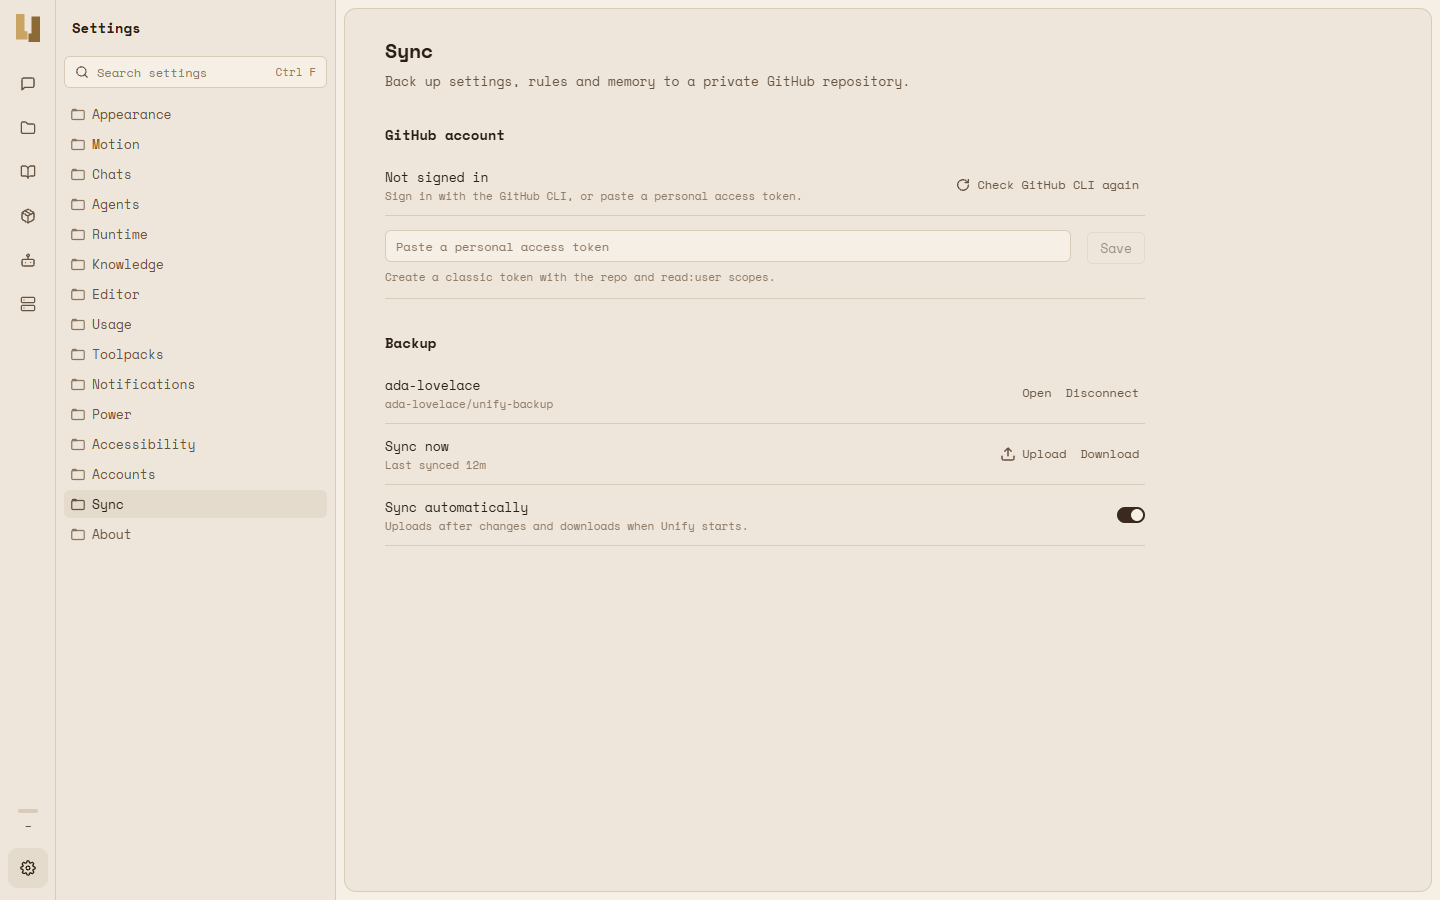 Settings
Search settings Ctrl F
Appearance
Motion
Chats
Agents
Runtime
Knowledge
Editor
Usage
Toolpacks
Notifications
Power
Accessibility
Accounts
Sync
About
–
Sync
Back up settings, rules and memory to a private GitHub repository.
GitHub account
Not signed in
Sign in with the GitHub CLI, or paste a personal access token.
Check GitHub CLI again
Paste a personal access token
Save
Create a classic token with the repo and read:user scopes.
Backup
ada-lovelace
ada-lovelace/unify-backup
Open Disconnect
Sync now
Last synced 12m
Upload Download
Sync automatically
Uploads after changes and downloads when Unify starts.